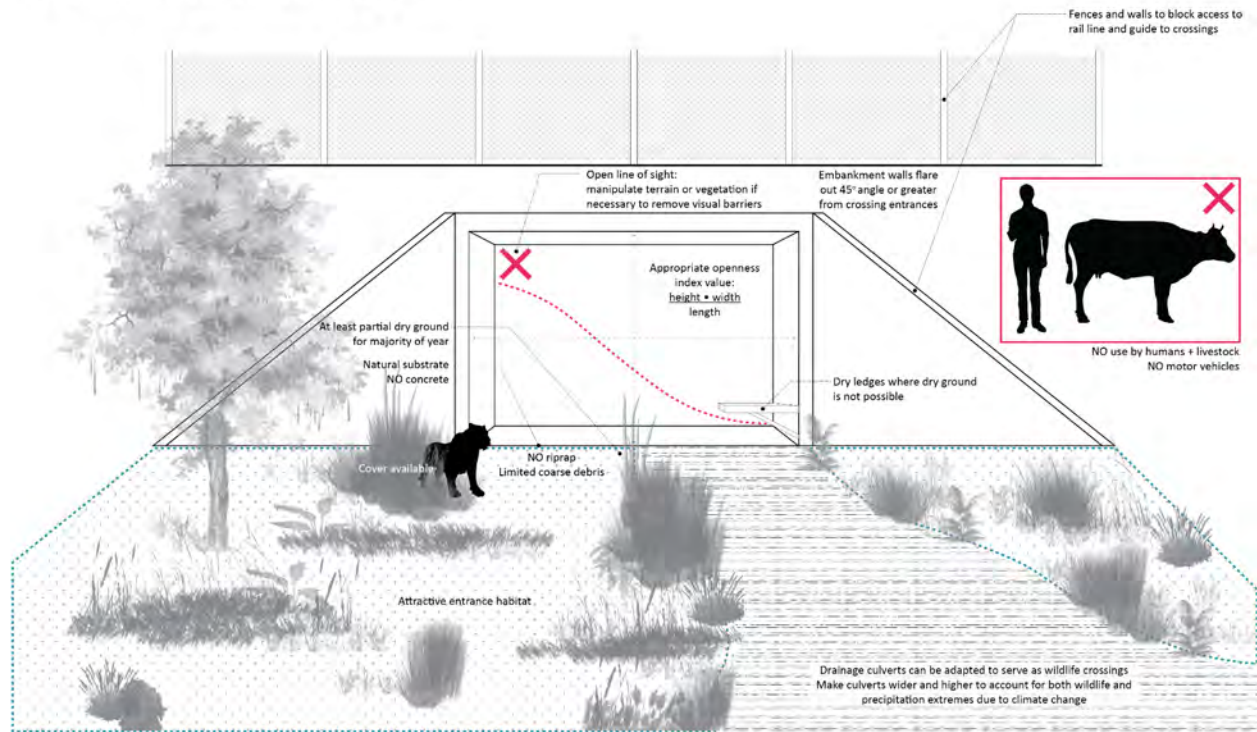 Fences and walls to block access to
rail line and guide to crossings
Open line of sight:
manipulate terrain or vegetation if
necessary to remove visual barriers
Embankment walls flare
out 45° angle or greater
from crossing entrances
Appropriate openness
index value:
height • width
length
At least partial dry ground
for majority of year
Natural substrate
NO concrete
NO use by humans + livestock
NO motor vehicles
Dry ledges where dry ground
is not possible
Cover available
NO riprap
Limited coarse debris
Attractive entrance habitat
Drainage culverts can be adapted to serve as wildlife crossings
Make culverts wider and higher to account for both wildlife and
precipitation extremes due to climate change